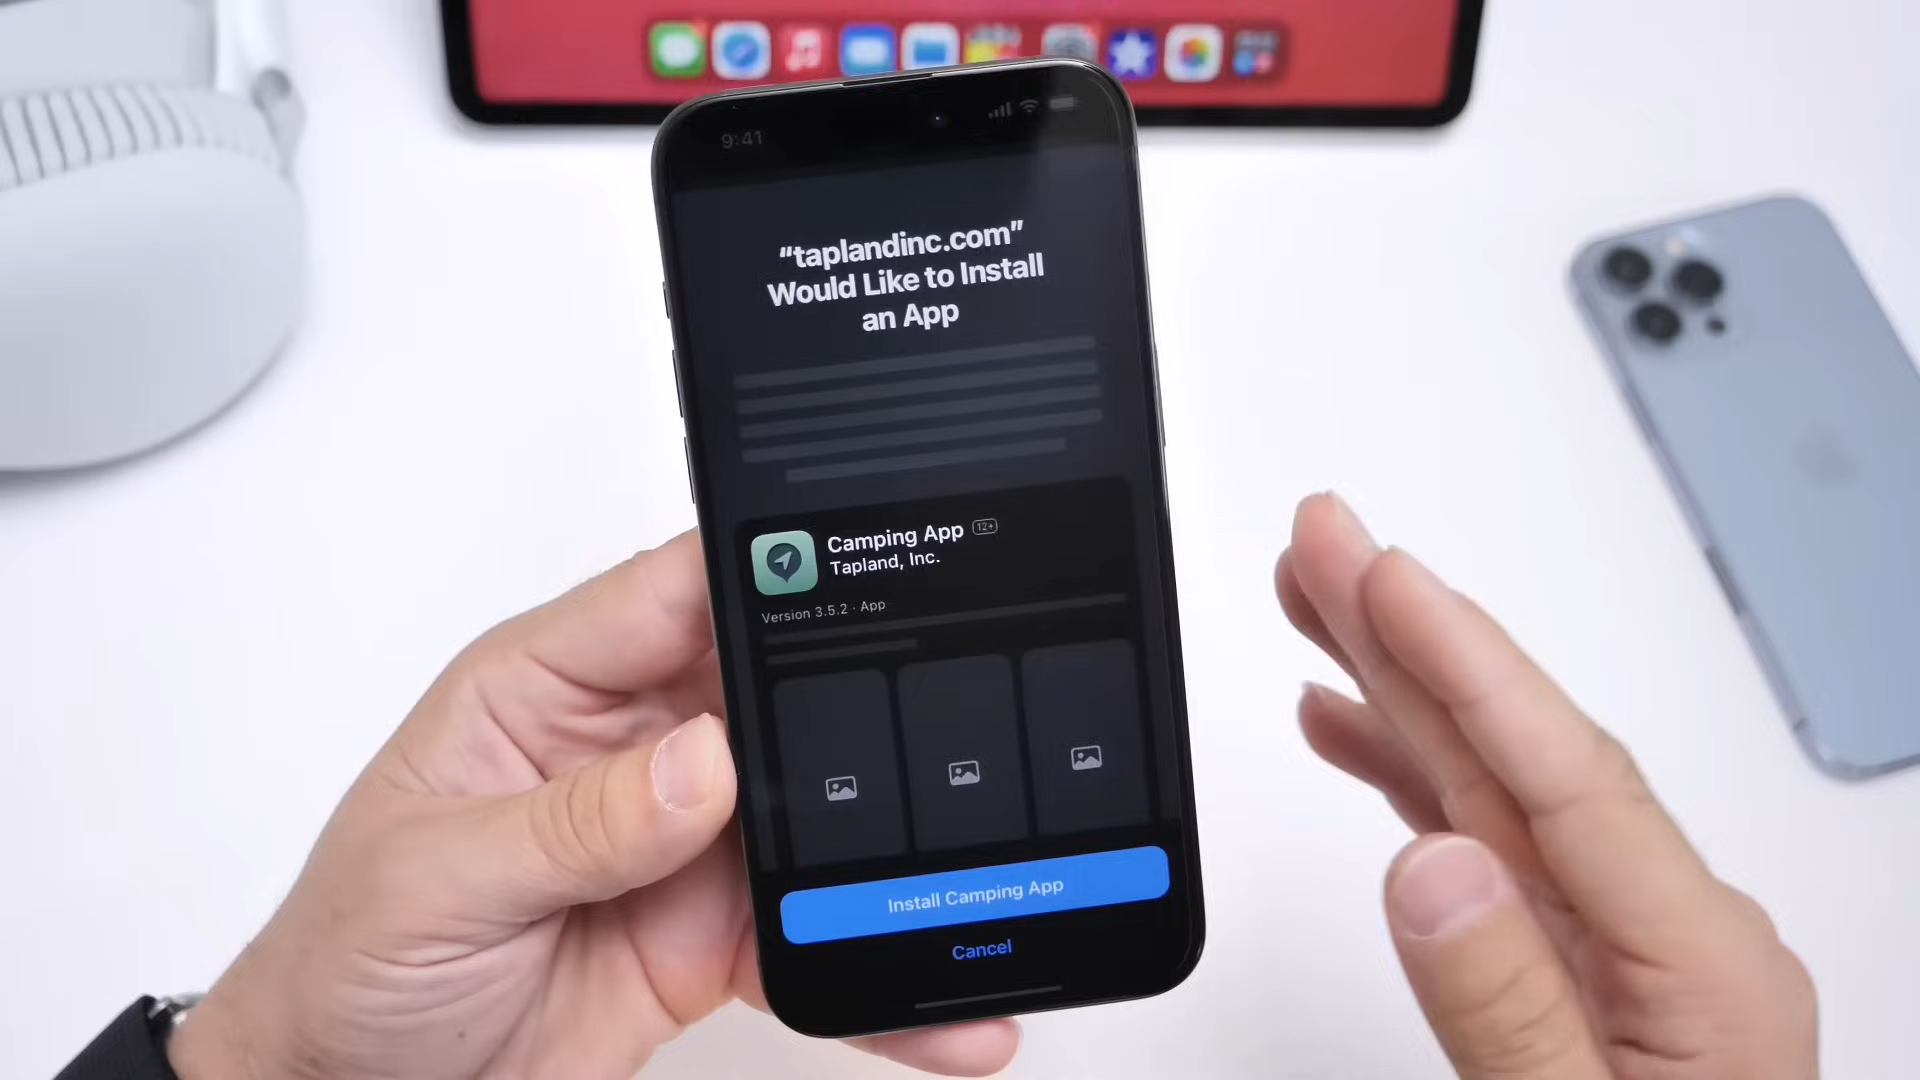 9:41
“taplandinc.com”
Would Like to Install
an App
Camping App 12+
Tapland, Inc.
Version 3.5.2 · App
Install Camping App
Cancel